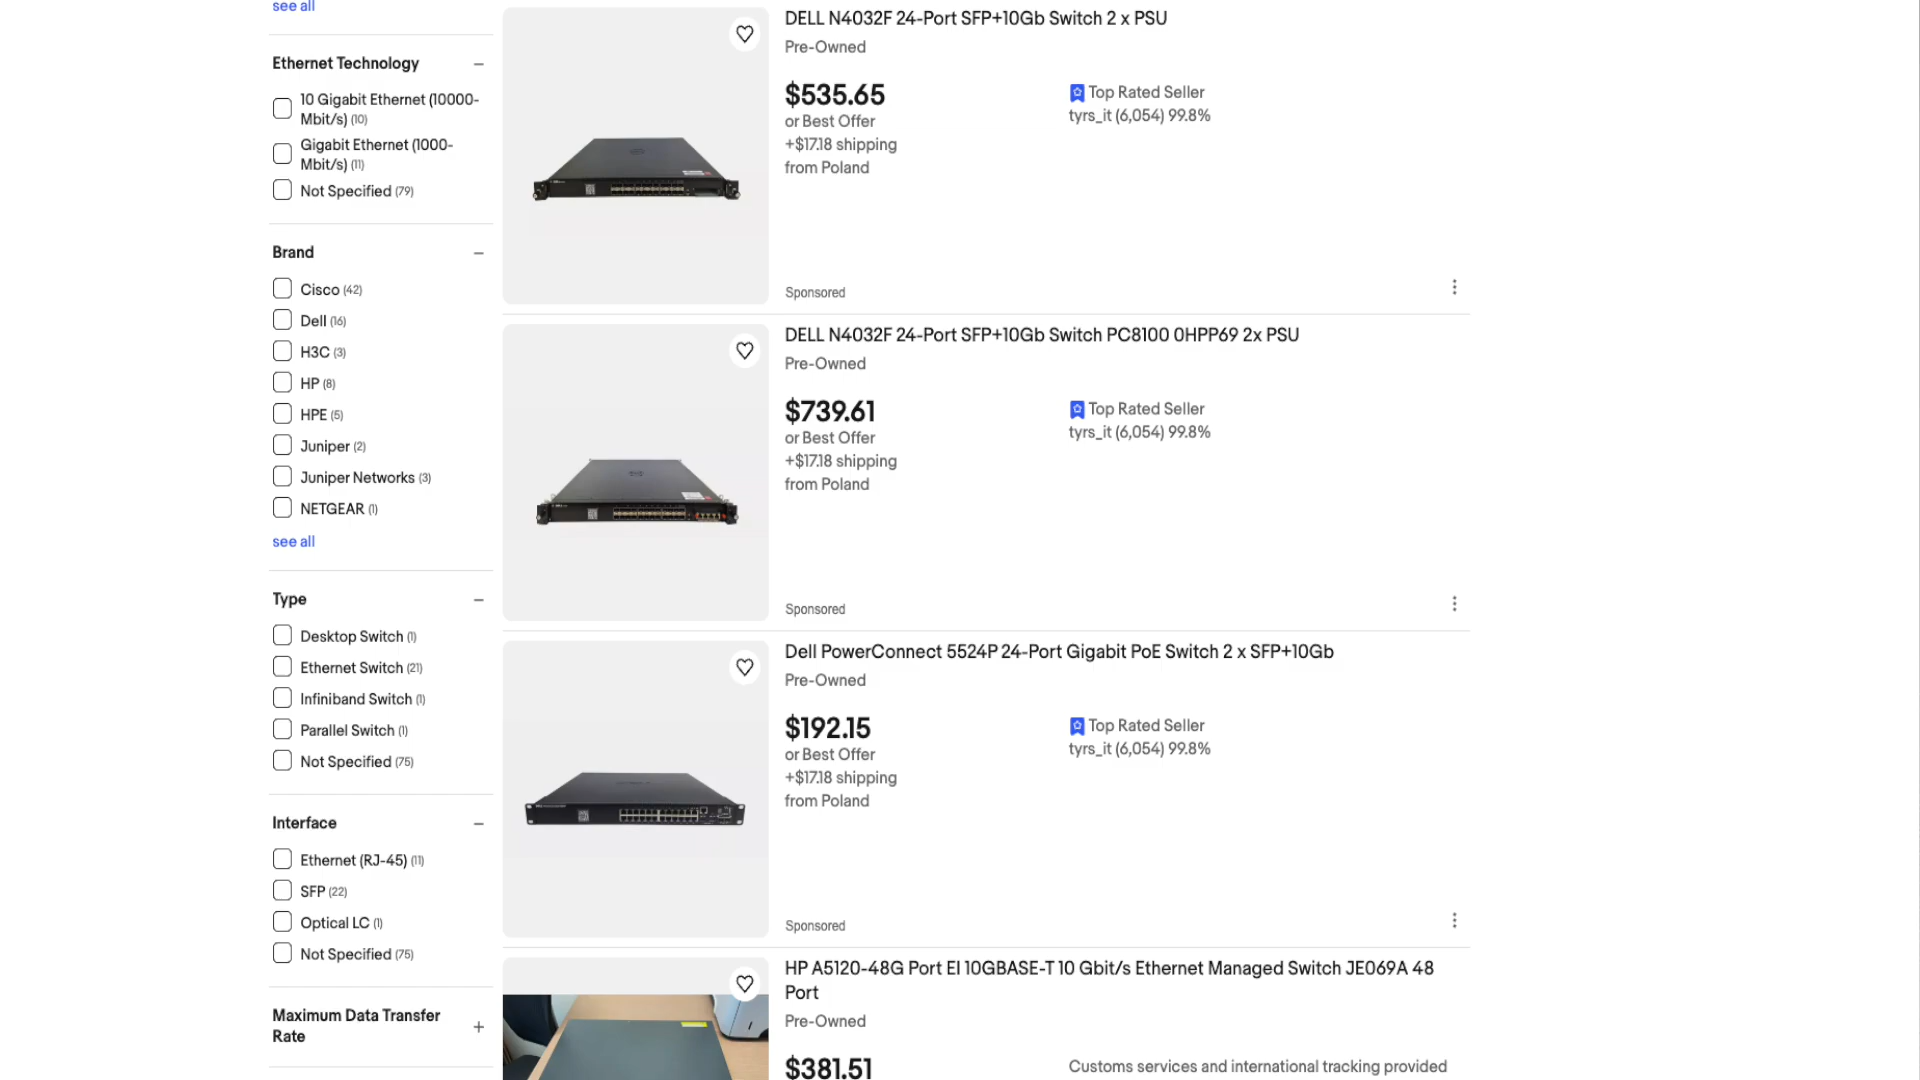 see all
Ethernet Technology
10 Gigabit Ethernet (10000-
Mbit/s) (10)
Gigabit Ethernet (1000-
Mbit/s) (11)
Not Specified (79)
Brand
Cisco (42)
Dell (16)
H3C (3)
HP (8)
HPE (5)
Juniper (2)
Juniper Networks (3)
NETGEAR (1)
see all
Type
Desktop Switch (1)
Ethernet Switch (21)
Infiniband Switch (1)
Parallel Switch (1)
Not Specified (75)
Interface
Ethernet (RJ-45) (11)
SFP (22)
Optical LC (1)
Not Specified (75)
Maximum Data Transfer
Rate
DELL N4032F 24-Port SFP+10Gb Switch 2 x PSU
Pre-Owned
$535.65
or Best Offer
+$17.18 shipping
from Poland
Top Rated Seller
tyrs_it (6,054) 99.8%
Sponsored
DELL N4032F 24-Port SFP+10Gb Switch PC8100 0HPP69 2x PSU
Pre-Owned
$739.61
or Best Offer
+$17.18 shipping
from Poland
Top Rated Seller
tyrs_it (6,054) 99.8%
Sponsored
Dell PowerConnect 5524P 24-Port Gigabit PoE Switch 2 x SFP+10Gb
Pre-Owned
$192.15
or Best Offer
+$17.18 shipping
from Poland
Top Rated Seller
tyrs_it (6,054) 99.8%
Sponsored
HP A5120-48G Port EI 10GBASE-T 10 Gbit/s Ethernet Managed Switch JE069A 48
Port
Pre-Owned
$381.51
Customs services and international tracking provided